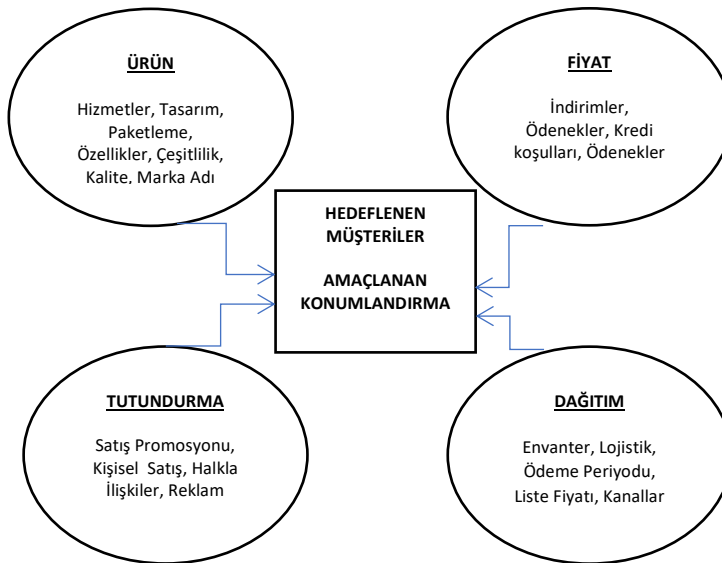 ÜRÜN
Hizmetler, Tasarım,
Paketleme,
Özellikler, Çeşitlilik,
Kalite, Marka Adı
FİYAT
İndirimler,
Ödenekler, Kredi
koşulları, Ödenekler
HEDEFLENEN
MÜŞTERİLER
AMAÇLANAN
KONUMLANDIRMA
TUTUNDURMA
Satış Promosyonu,
Kişisel Satış, Halkla
İlişkiler, Reklam
DAĞITIM
Envanter, Lojistik,
Ödeme Periyodu,
Liste Fiyatı, Kanallar